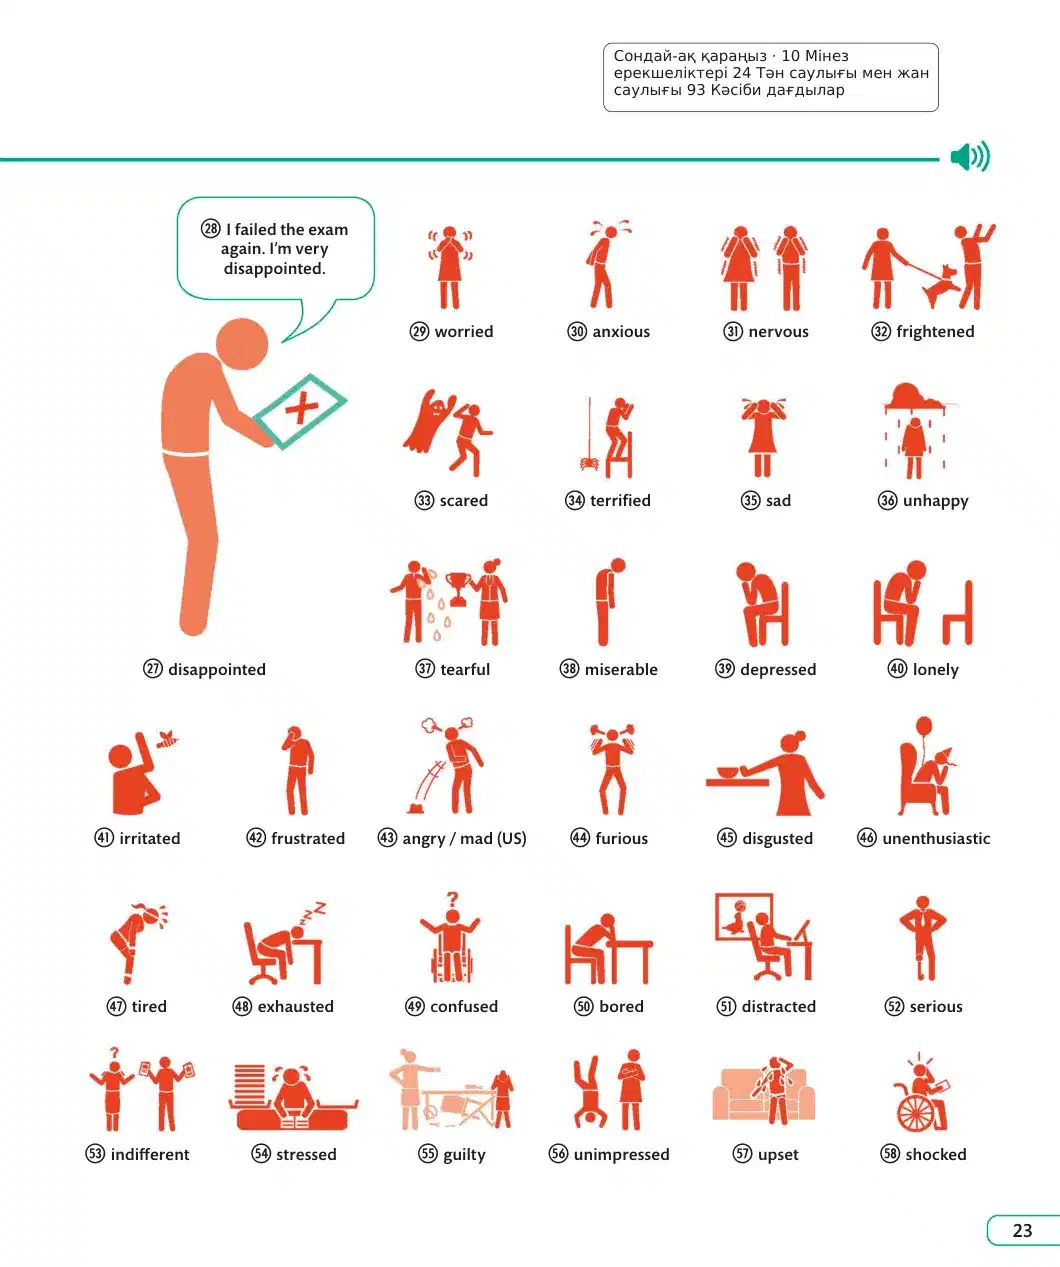 Сондай-ақ қараңыз · 10 Мінез
ерекшеліктері 24 Тән саулығы мен жан
саулығы 93 Кәсіби дағдылар
28 I failed the exam
again. I'm very
disappointed.
29 worried
30 anxious
31 nervous
32 frightened
33 scared
34 terrified
35 sad
36 unhappy
27 disappointed
37 tearful
38 miserable
39 depressed
40 lonely
41 irritated
42 frustrated
43 angry / mad (US)
44 furious
45 disgusted
46 unenthusiastic
47 tired
48 exhausted
49 confused
50 bored
51 distracted
52 serious
53 indifferent
54 stressed
55 guilty
56 unimpressed
57 upset
58 shocked
23